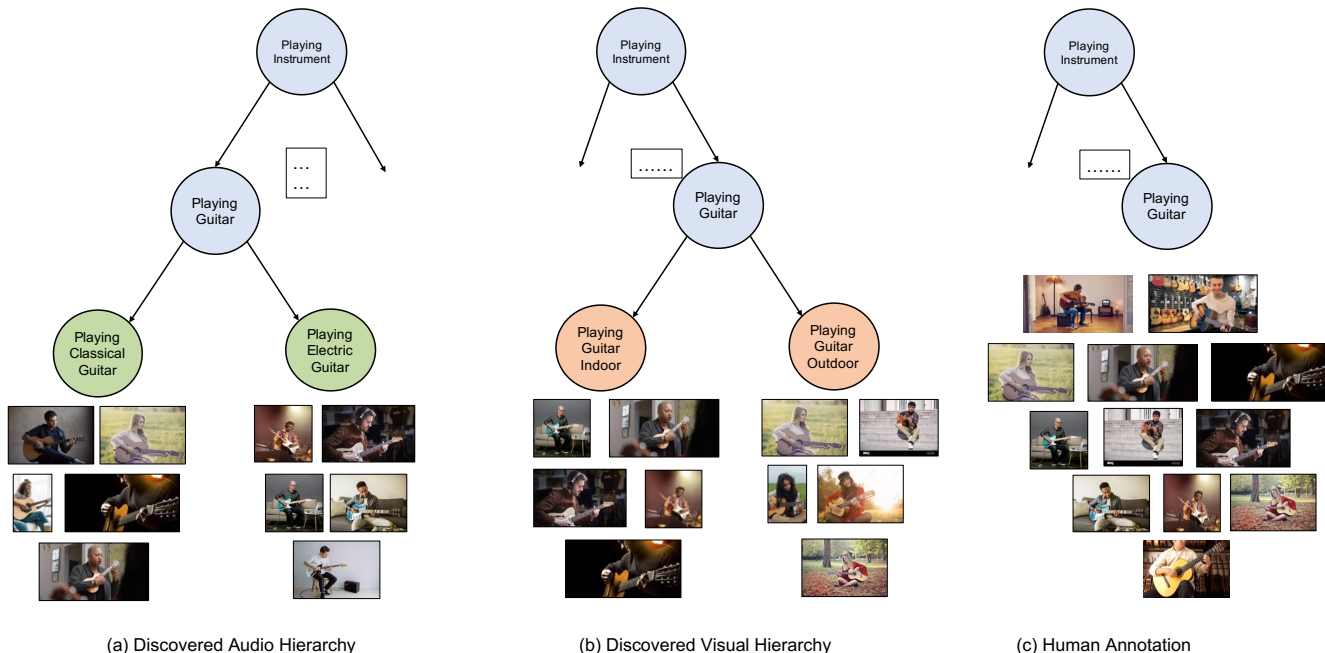 Playing
Instrument
...
...
Playing
Guitar
Playing
Classical
Guitar
Playing
Electric
Guitar
(a) Discovered Audio Hierarchy
Playing
Instrument
......
Playing
Guitar
Playing
Guitar
Indoor
Playing
Guitar
Outdoor
(b) Discovered Visual Hierarchy
Playing
Instrument
......
Playing
Guitar
(c) Human Annotation